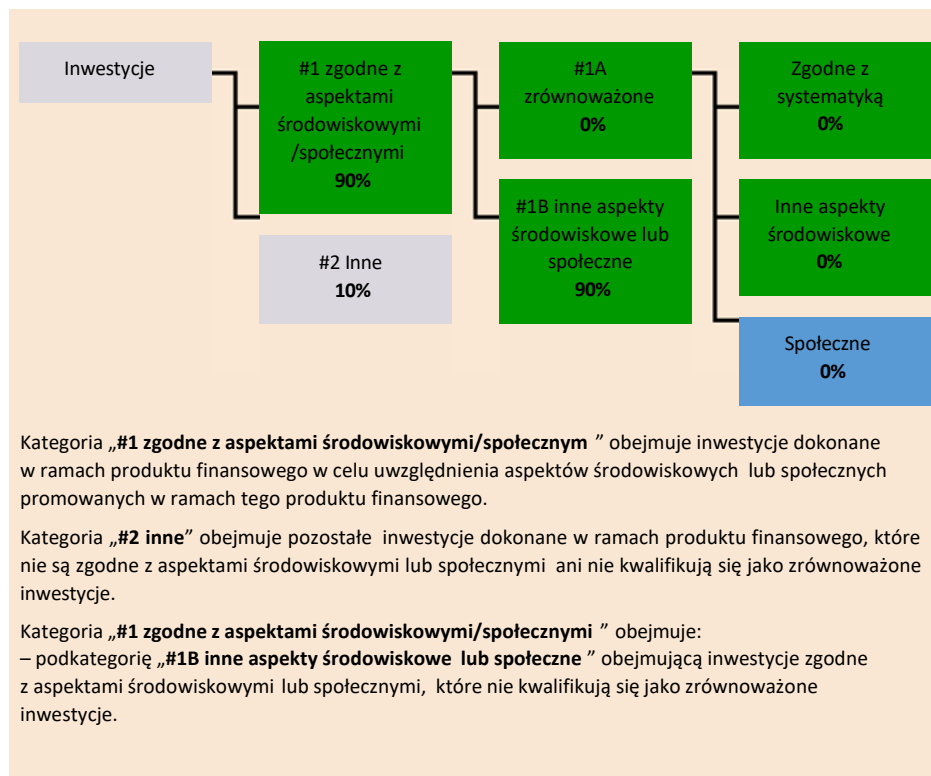 Inwestycje
#1 zgodne z
aspektami
środowiskowymi
/społecznymi
90%
#2 Inne
10%
#1A
zrównoważone
0%
#1B inne aspekty
środowiskowe lub
społeczne
90%
Zgodne z
systematyką
0%
Inne aspekty
środowiskowe
0%
Społeczne
0%
Kategoria „#1 zgodne z aspektami środowiskowymi/społecznym ” obejmuje inwestycje dokonane
w ramach produktu finansowego w celu uwzględnienia aspektów środowiskowych lub społecznych
promowanych w ramach tego produktu finansowego.
Kategoria „#2 inne” obejmuje pozostałe inwestycje dokonane w ramach produktu finansowego, które
nie są zgodne z aspektami środowiskowymi lub społecznymi ani nie kwalifikują się jako zrównoważone
inwestycje.
Kategoria „#1 zgodne z aspektami środowiskowymi/społecznymi ” obejmuje:
– podkategorię „#1B inne aspekty środowiskowe lub społeczne ” obejmującą inwestycje zgodne
z aspektami środowiskowymi lub społecznymi, które nie kwalifikują się jako zrównoważone
inwestycje.